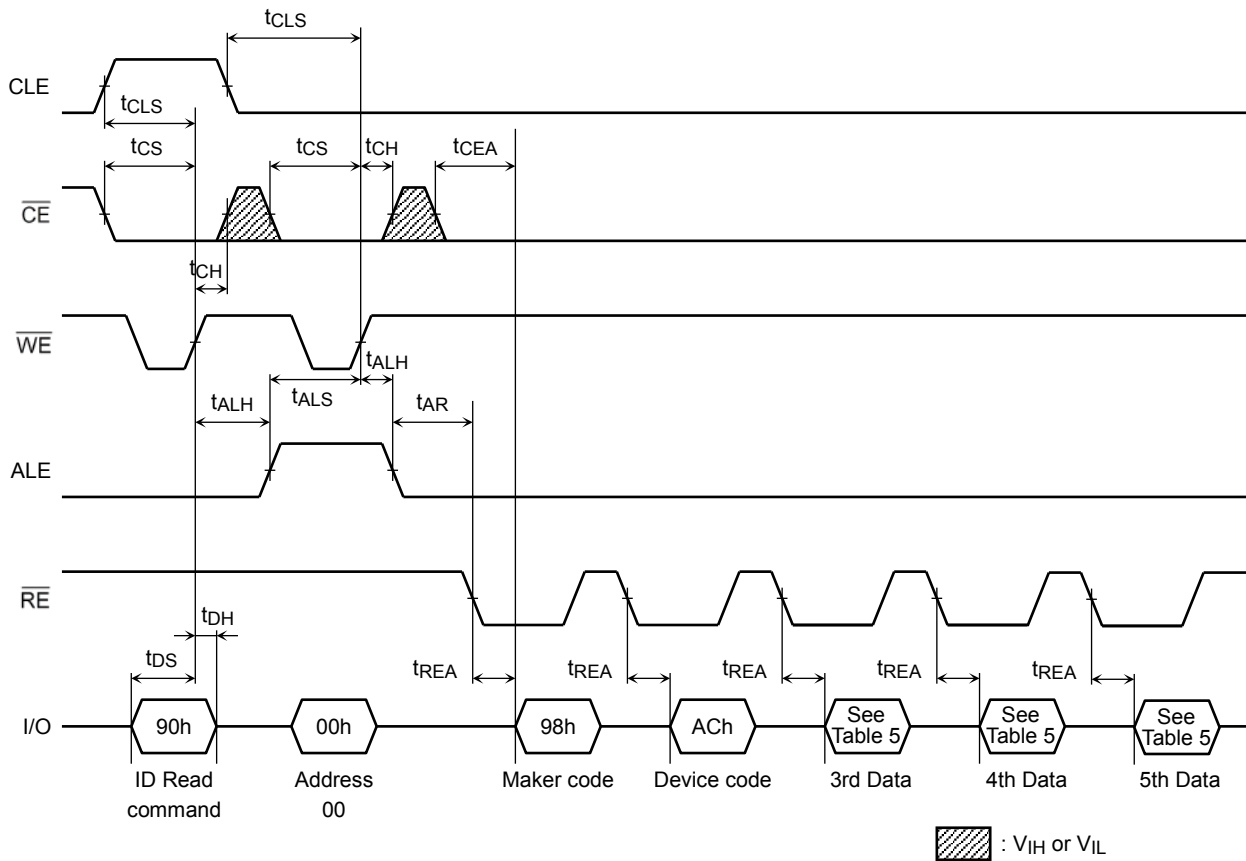 tCLS
CLE
tCLS
tCS tCS tCH tCEA
CE
tCH
WE
tALH
tALH tALS tAR
ALE
RE
tDH
tDS tREA tREA tREA tREA tREA
I/O 90h 00h 98h ACh See Table 5 See Table 5 See Table 5
ID Read command Address 00 Maker code Device code 3rd Data 4th Data 5th Data
: VIH or VIL